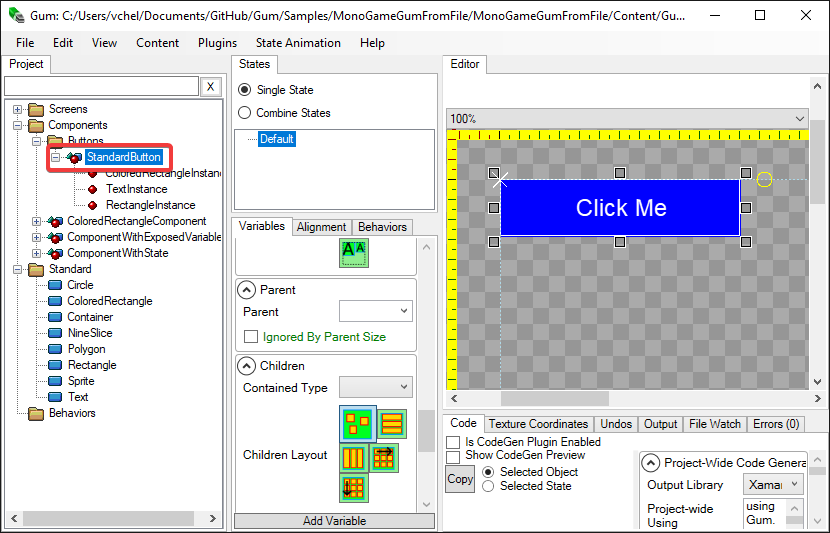 Gum: C:/Users/vchel/Documents/GitHub/Gum/Samples/MonoGameGumFromFile/MonoGameGumFromFile/Content/Gu...
File Edit View Content Plugins State Animation Help
Project
X
Screens
Components
Buttons
StandardButton
ColoredRectangleInstan
TextInstance
RectangleInstance
ColoredRectangleComponent
ComponentWithExposedVariable
ComponentWithState
Standard
Circle
ColoredRectangle
Container
NineSlice
Polygon
Rectangle
Sprite
Text
Behaviors
States
Single State
Combine States
Default
Variables Alignment Behaviors
A A
Parent
Parent
Ignored By Parent Size
Children
Contained Type
Children Layout
Add Variable
Editor
100%
Click Me
Code Texture Coordinates Undos Output File Watch Errors (0)
Is CodeGen Plugin Enabled
Show CodeGen Preview
Copy
Selected Object
Selected State
Project-Wide Code Genera
Output Library Xamar
Project-wide
Using
using
Gum.